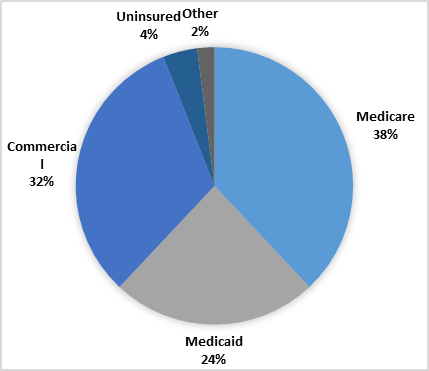 Uninsured
4%
Other
2%
Medicare
38%
Commercia
l
32%
Medicaid
24%